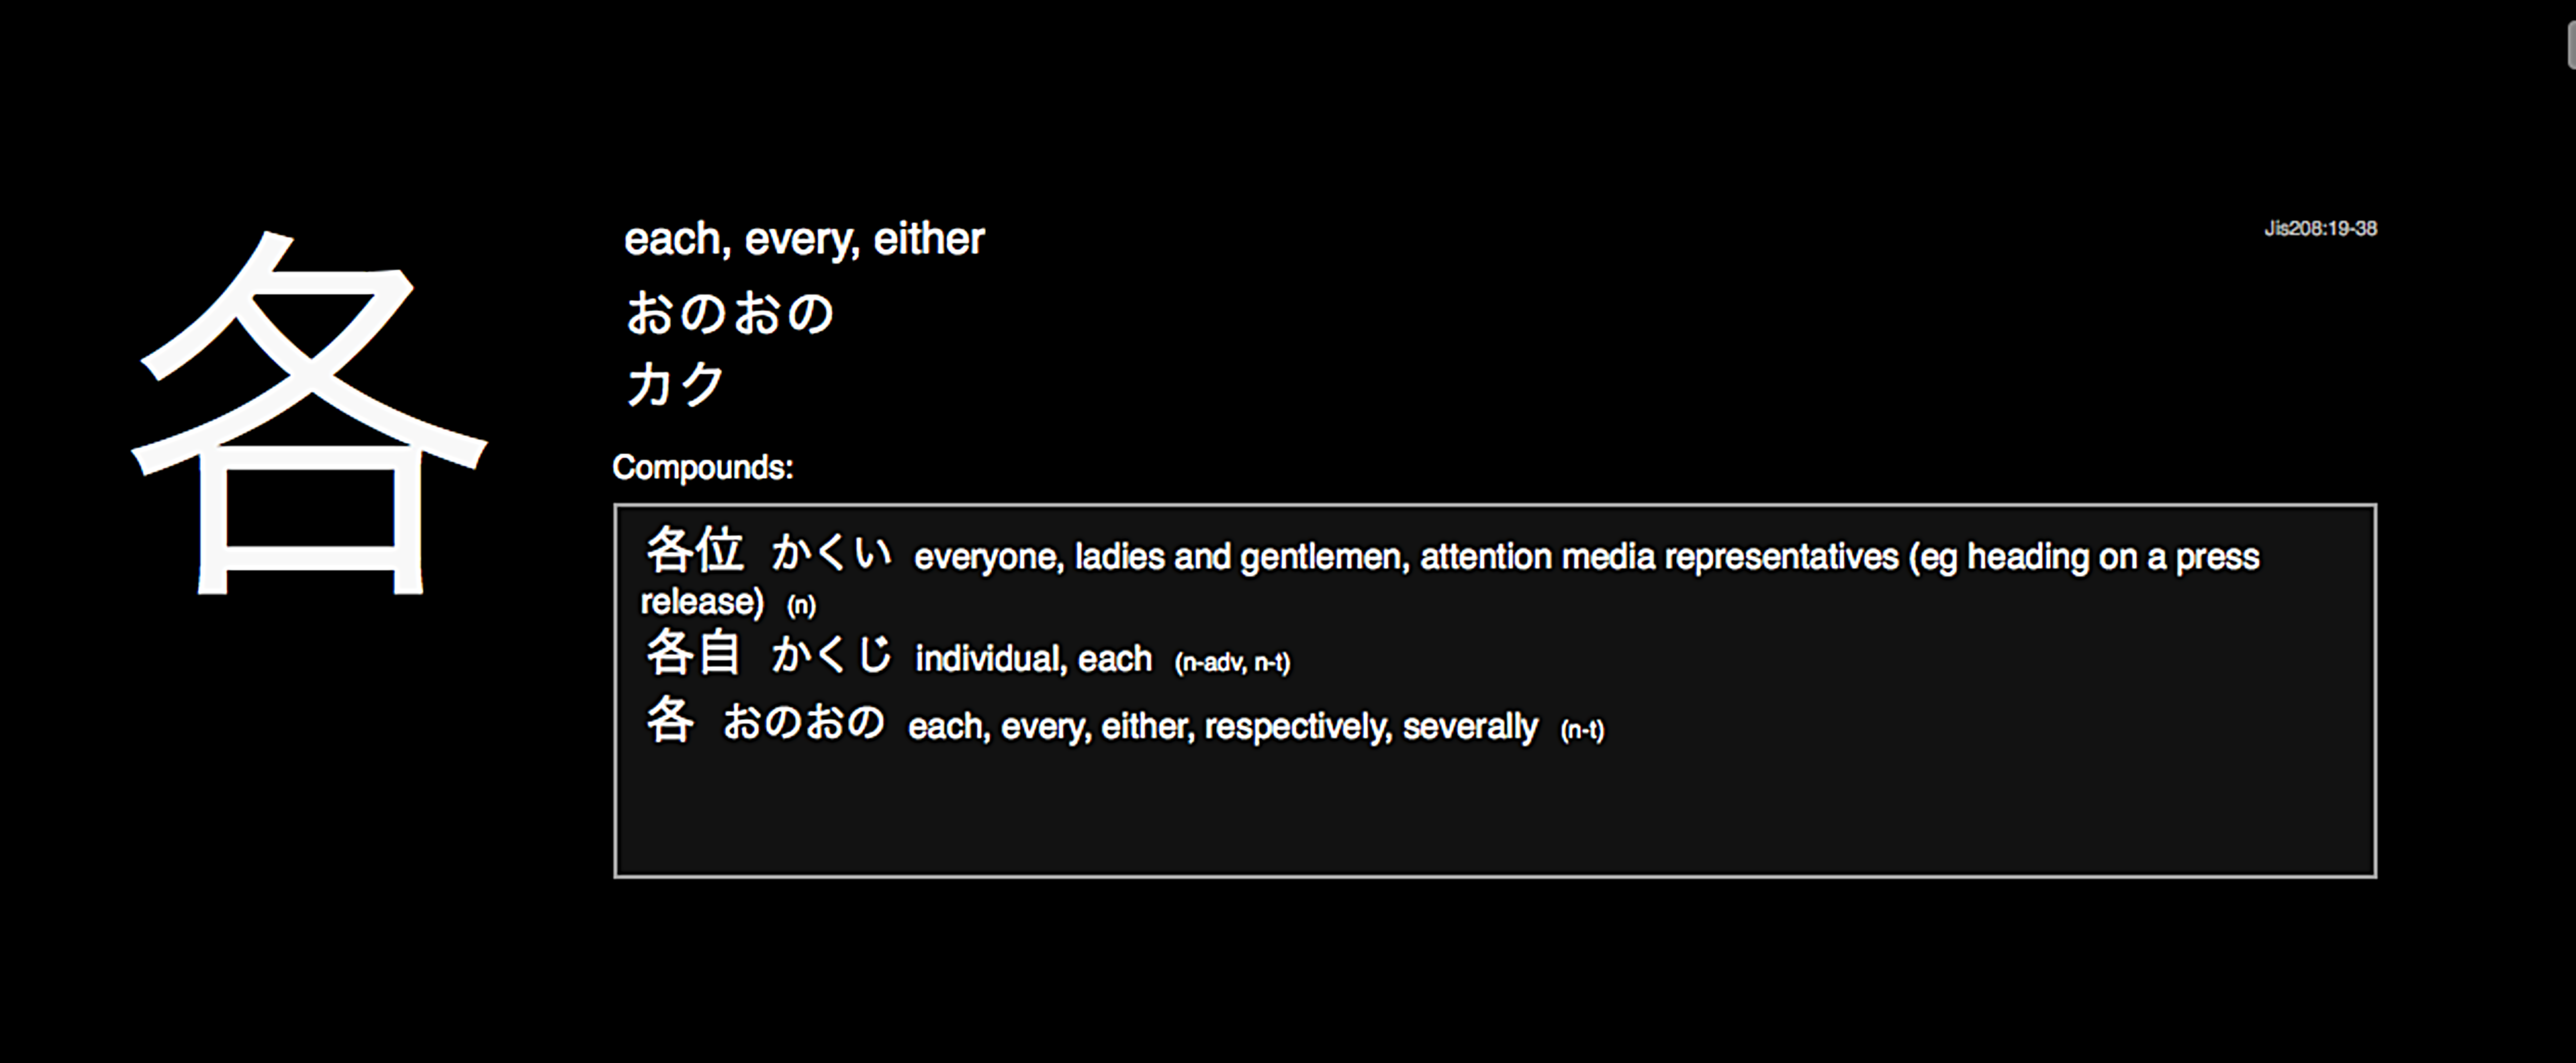 各
each, every, either
Jis208:19-38
おのおの
カク
Compounds:
各位 かくい everyone, ladies and gentlemen, attention media representatives (eg heading on a press
release) (n)
各自 かくじ individual, each (n-adv, n-t)
各 おのおの each, every, either, respectively, severally (n-t)